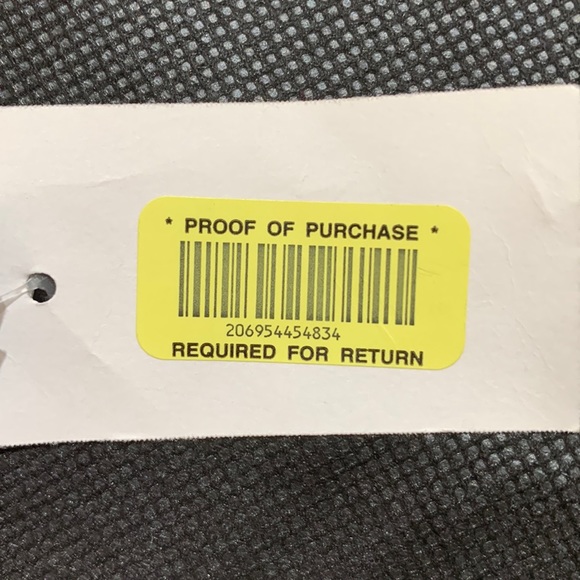 * PROOF OF PURCHASE *
206954454834
REQUIRED FOR RETURN